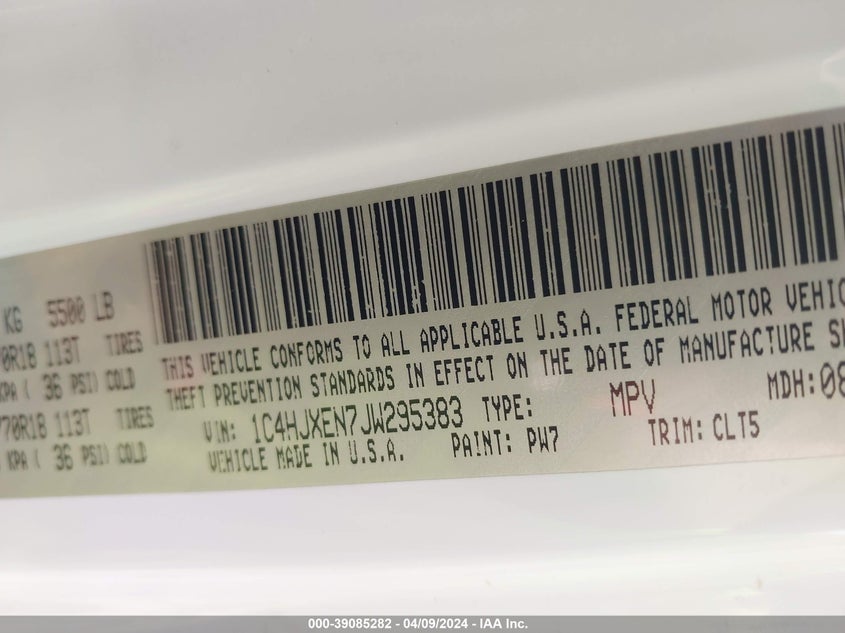 KG 5500 LB
70R18 113T TIRES
KPA ( 36 PSI) COLD
/70R18 113T TIRES
KPA ( 36 PSI) COLD
THIS VEHICLE CONFORMS TO ALL APPLICABLE U.S.A. FEDERAL MOTOR VEHIC
THEFT PREVENTION STANDARDS IN EFFECT ON THE DATE OF MANUFACTURE SH
VIN: 1C4HJXEN7JW295383 TYPE: MPV MDH:08
VEHICLE MADE IN U.S.A. PAINT: PW7 TRIM: CLT5
000-39085282 - 04/09/2024 - IAA Inc.